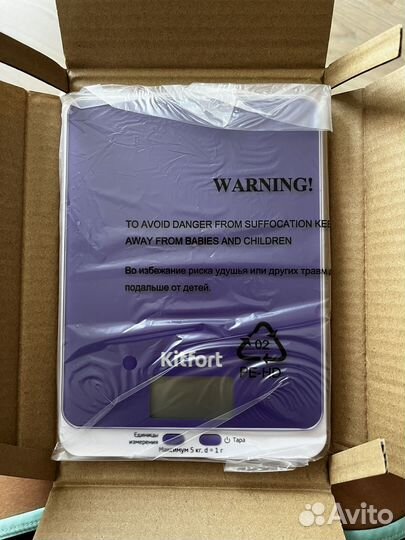 WARNING!
TO AVOID DANGER FROM SUFFOCATION KEE
AWAY FROM BABIES AND CHILDREN
Во избежание риска удушья или других травм д
подальше от детей.
02
PE-HD
Kitfort
Единицы
измерения
Тара
Максимум 5 кг, d = 1 г
Avito